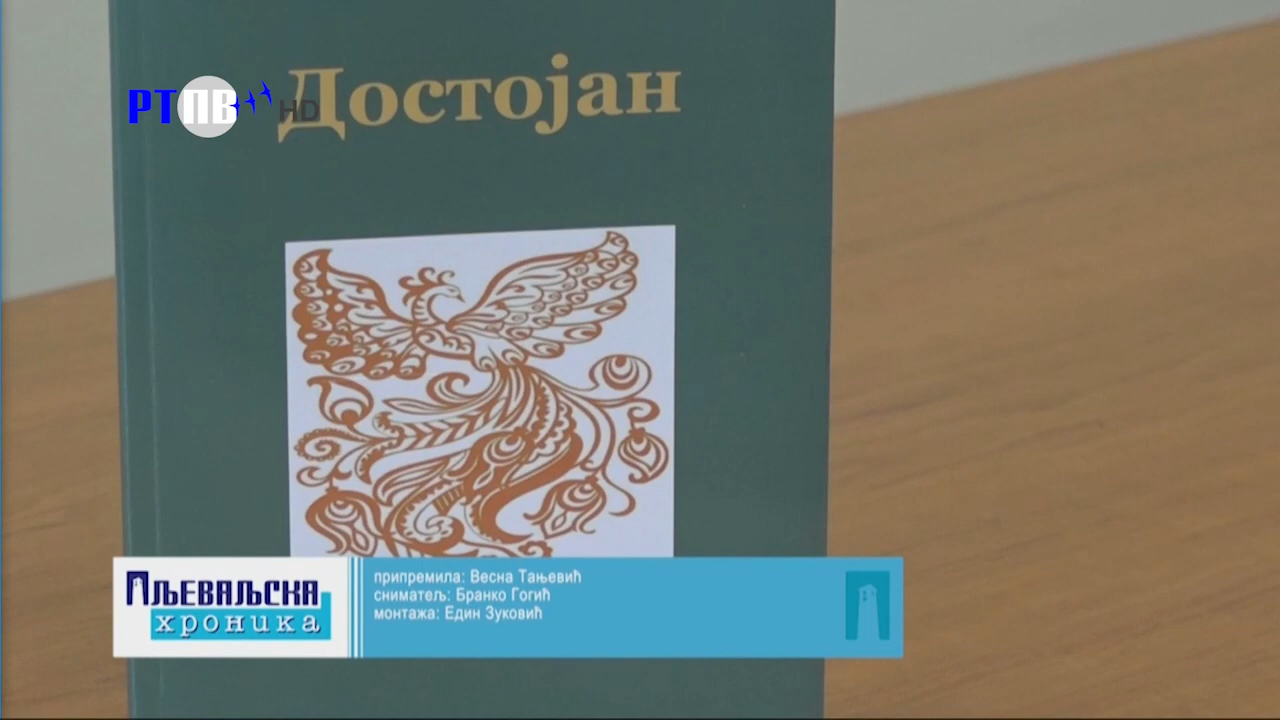 Достојан
РТПВ HD
Пљеваљска
хроника
припремила: Весна Тањевић
сниматељ: Бранко Гогић
монтажа: Един Зуковић